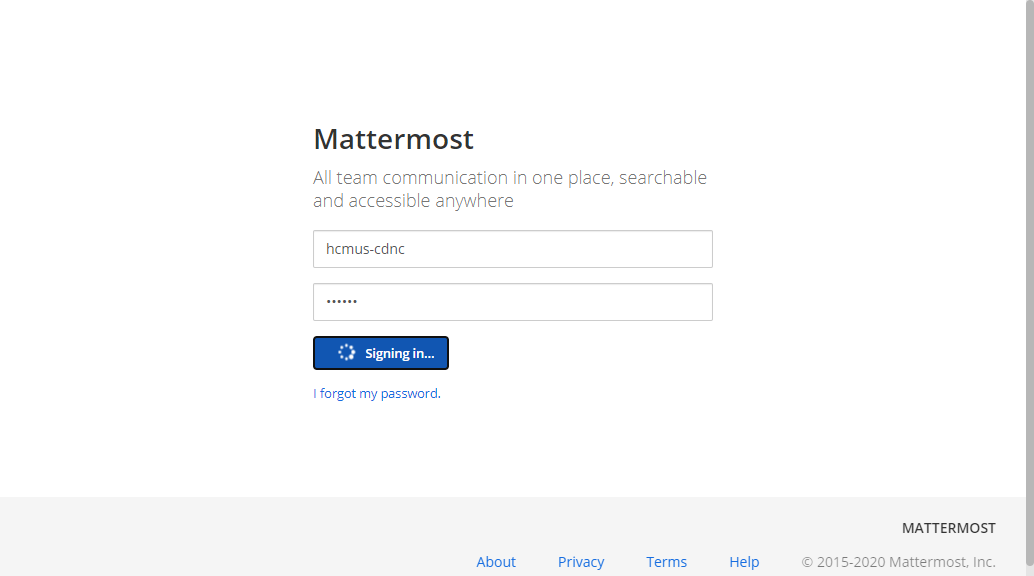 Mattermost
All team communication in one place, searchable
and accessible anywhere
hcmus-cdnc
••••••
Signing in...
I forgot my password.
MATTERMOST
About Privacy Terms Help © 2015-2020 Mattermost, Inc.